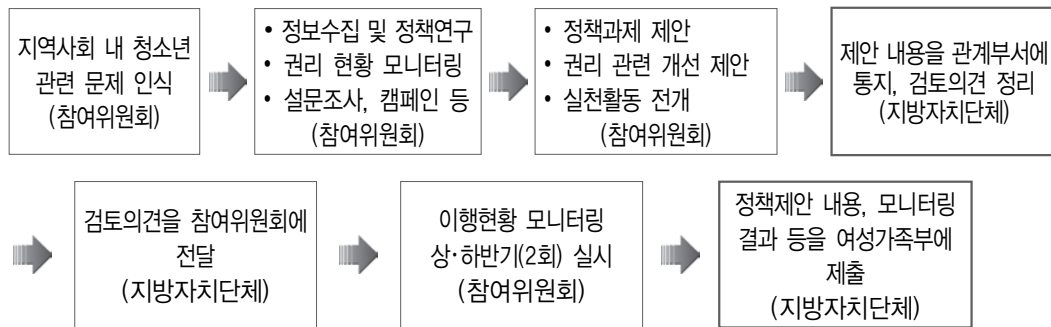 지역사회 내 청소년
관련 문제 인식
(참여위원회)
• 정보수집 및 정책연구
• 권리 현황 모니터링
• 설문조사, 캠페인 등
(참여위원회)
• 정책과제 제안
• 권리 관련 개선 제안
• 실천활동 전개
(참여위원회)
제안 내용을 관계부서에
통지, 검토의견 정리
(지방자치단체)
검토의견을 참여위원회에
전달
(지방자치단체)
이행현황 모니터링
상·하반기(2회) 실시
(참여위원회)
정책제안 내용, 모니터링
결과 등을 여성가족부에
제출
(지방자치단체)